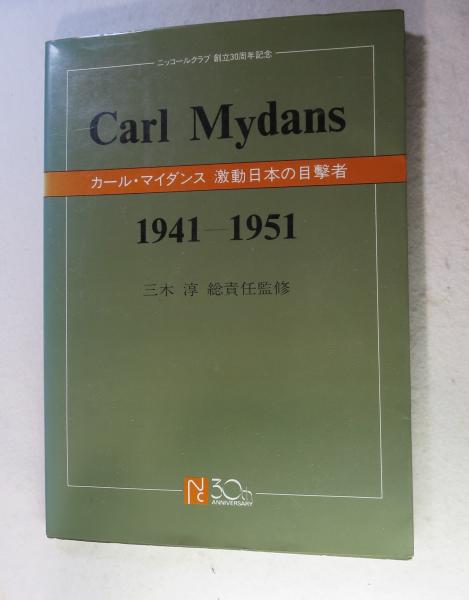 ニッコールクラブ 創立30周年記念
Carl Mydans
カール・マイダンス 激動日本の目撃者
1941—1951
三木 淳 総責任監修
Nc 30th
ANNIVERSARY